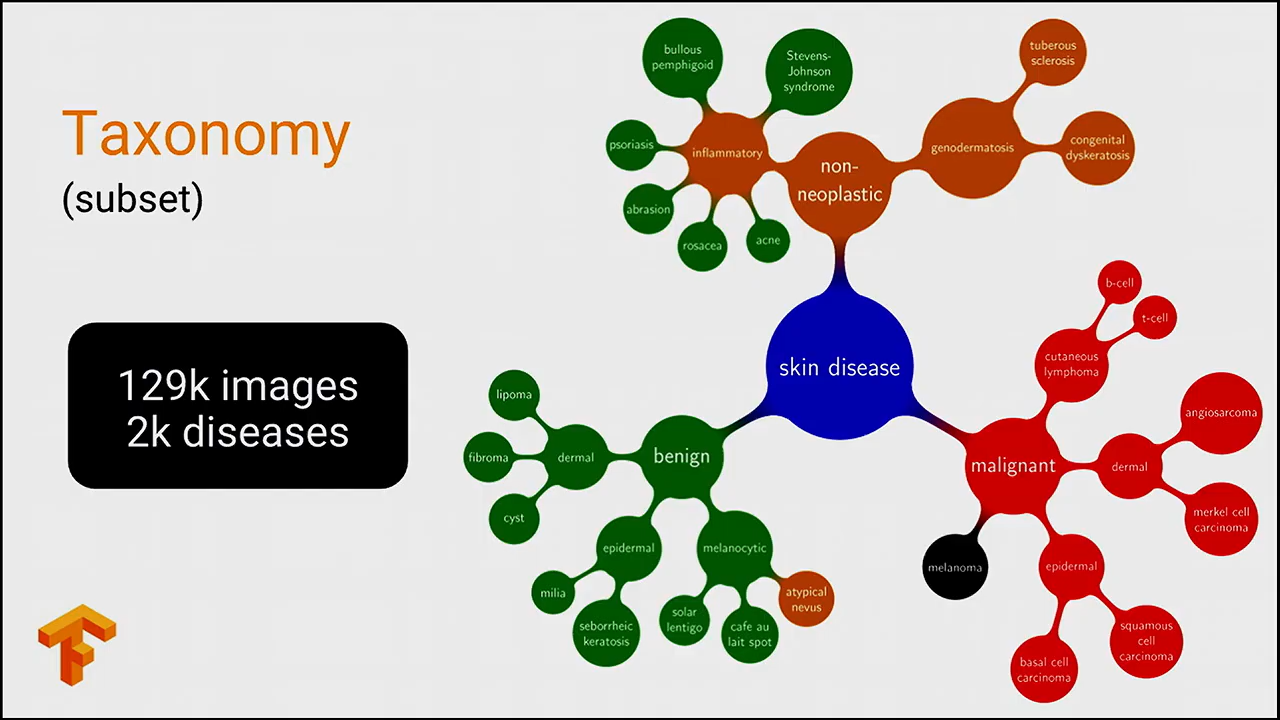 Taxonomy
(subset)
129k images
2k diseases
bullous
pemphigoid
Stevens-
Johnson
syndrome
psoriasis
inflammatory
abrasion
rosacea
acne
non-
neoplastic
genodermatosis
tuberous
sclerosis
congenital
dyskeratosis
skin disease
lipoma
fibroma
cyst
dermal
benign
epidermal
melanocytic
milia
seborrheic
keratosis
solar
lentigo
cafe au
lait spot
atypical
nevus
b-cell
t-cell
cutaneous
lymphoma
malignant
dermal
angiosarcoma
merkel cell
carcinoma
melanoma
epidermal
basal cell
carcinoma
squamous
cell
carcinoma